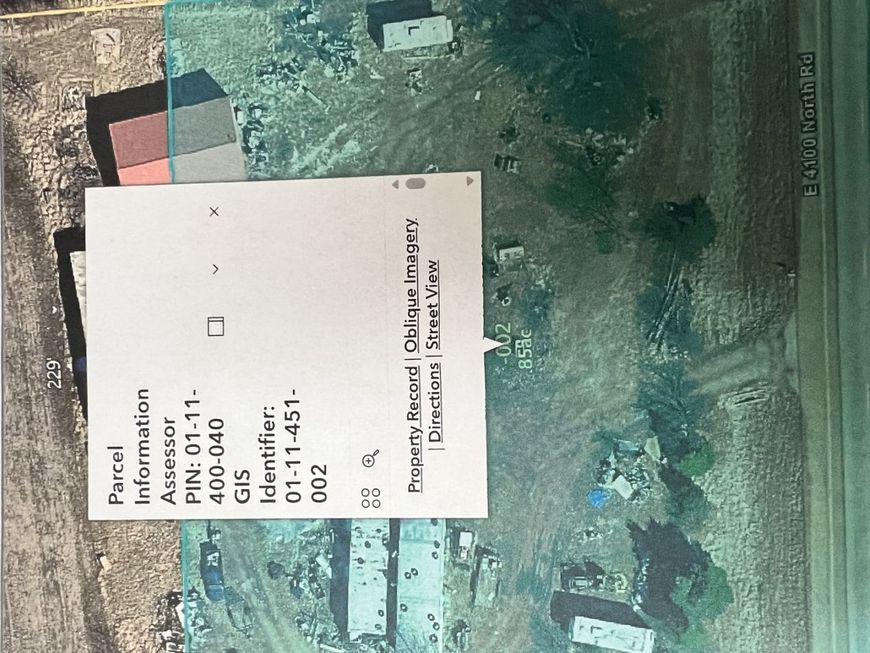 229'
Parcel
Information
Assessor
PIN: 01-11-
400-040
GIS
Identifier:
01-11-451-
002
Property Record | Oblique Imagery
| Directions | Street View
002
.85ac
E 4100 North Rd